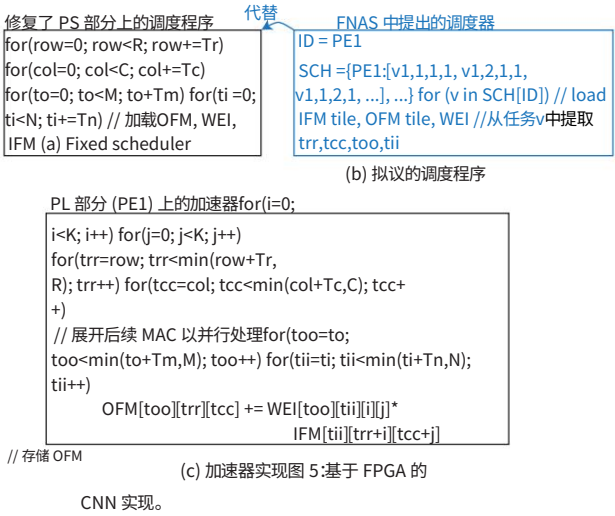 代替
修复了 PS 部分上的调度程序
for(row=0; row<R; row+=Tr)
for(col=0; col<C; col+=Tc)
for(to=0; to<M; to+Tm) for(ti =0;
ti<N; ti+=Tn) // 加载OFM, WEI,
IFM (a) Fixed scheduler
FNAS 中提出的调度器
ID = PE1
SCH ={PE1:[v1,1,1,1, v1,2,1,1,
v1,1,2,1, ...], ...} for (v in SCH[ID]) // load
IFM tile, OFM tile, WEI //从任务v中提取
trr,tcc,too,tii
(b) 拟议的调度程序
PL 部分 (PE1) 上的加速器for(i=0;
i<K; i++) for(j=0; j<K; j++)
for(trr=row; trr<min(row+Tr,
R); trr++) for(tcc=col; tcc<min(col+Tc,C); tcc+
+)
// 展开后续 MAC 以并行处理for(too=to;
too<min(to+Tm,M); too++) for(tii=ti; tii<min(ti+Tn,N);
tii++)
OFM[too][trr][tcc] += WEI[too][tii][i][j]*
IFM[tii][trr+i][tcc+j]
// 存储 OFM
(c) 加速器实现图 5:基于 FPGA 的
CNN 实现。